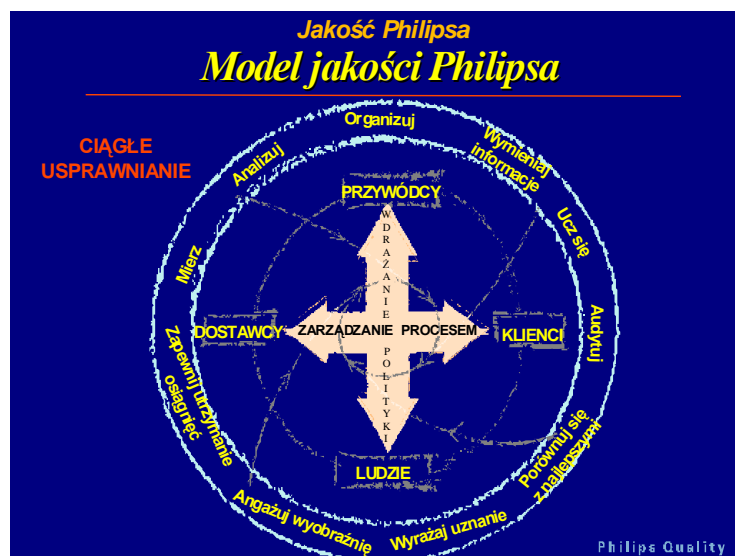 Jakość Philipsa
Model jakości Philipsa
CIĄGŁE
USPRAWNIANIE
Organizuj
Wymieniaj
informacje
Ucz się
Audytuj
Porównuj się
z najlepszymi
Wyrażaj uznanie
Angażuj wyobraźnię
Zapewnij utrzymanie
osiągnięć
Mierz
Analizuj
PRZYWÓDCY
WDRAŻANIE POLITYKI
DOSTAWCY
ZARZĄDZANIE PROCESEM
KLIENCI
LUDZIE
Philips Quality